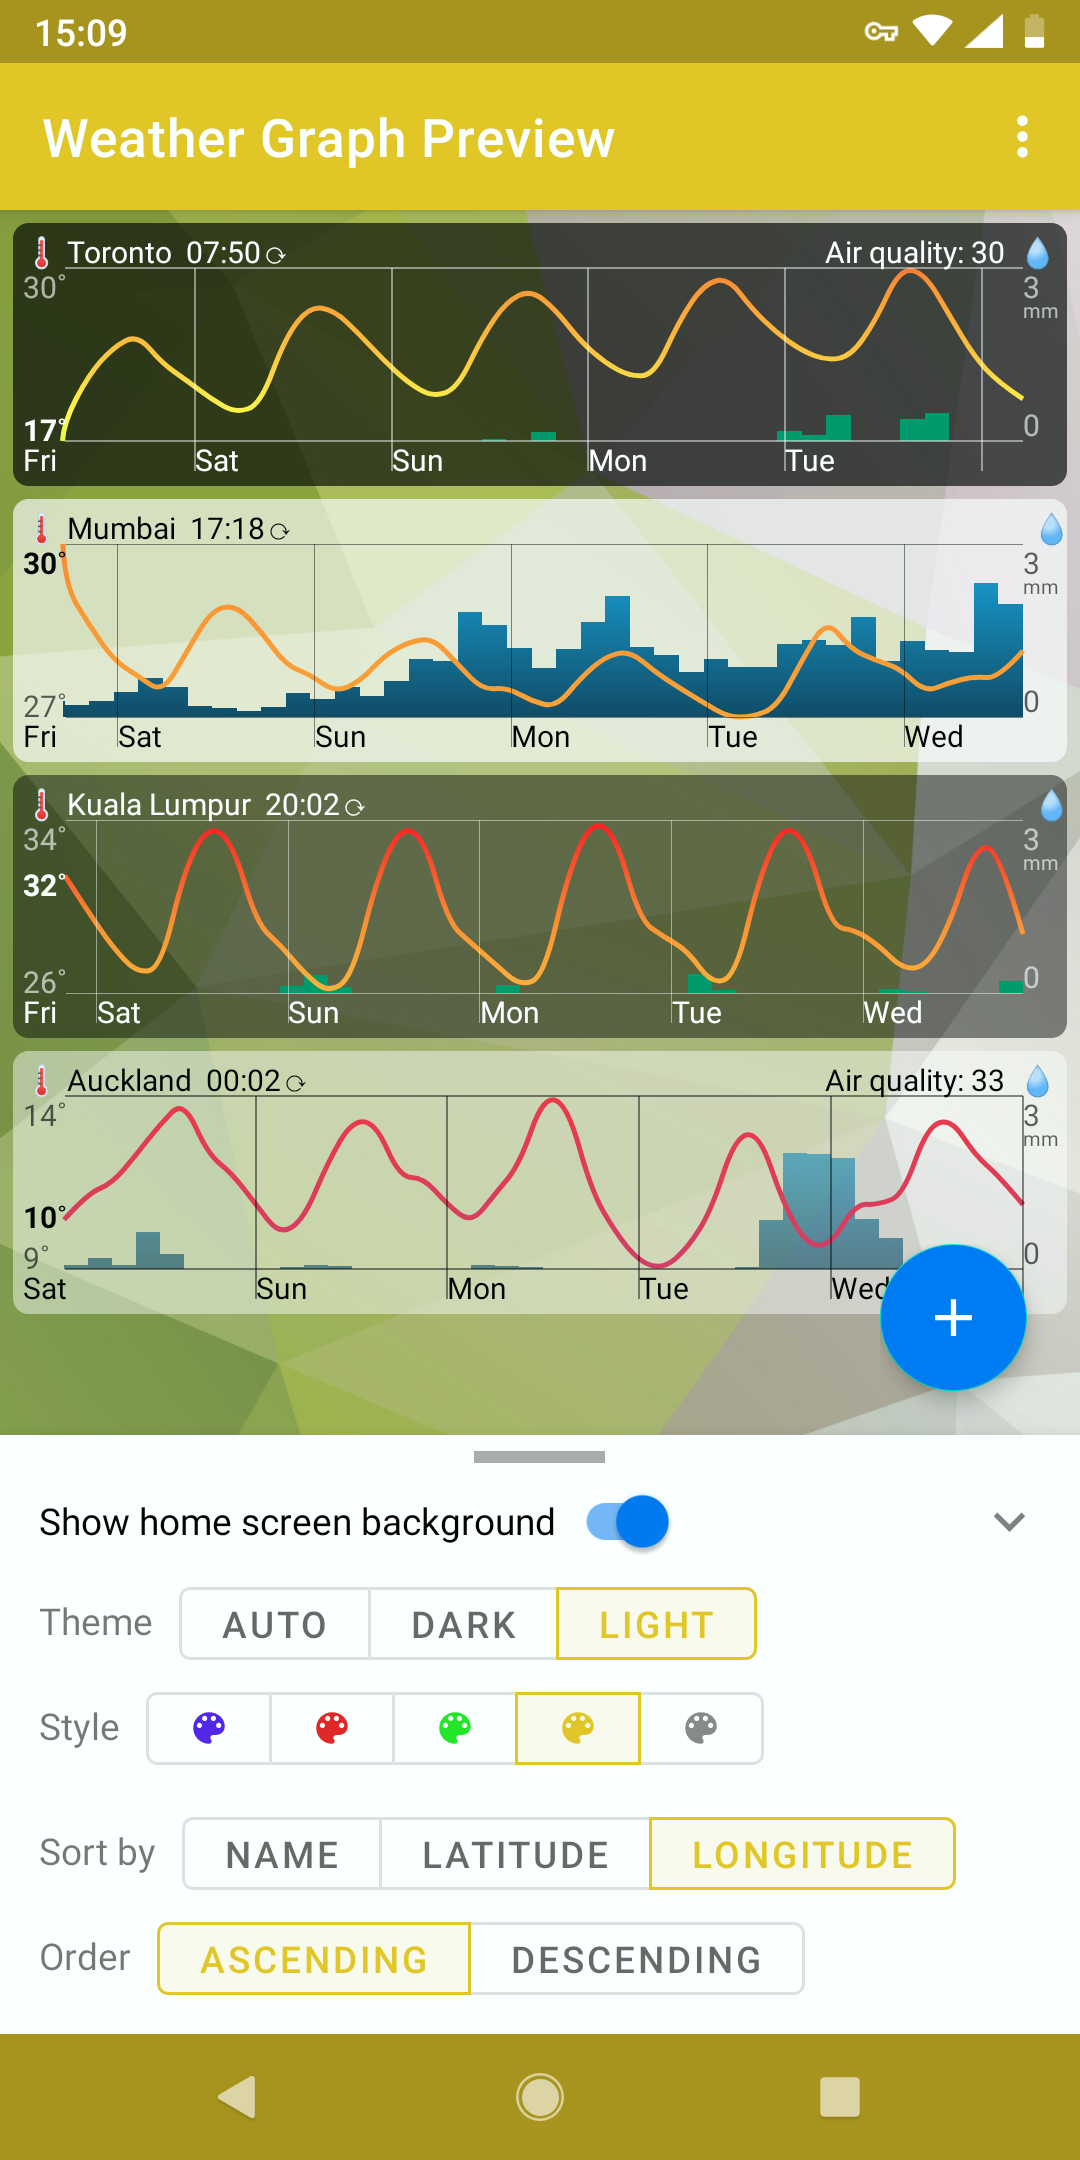 15:09
Weather Graph Preview
Toronto 07:50 Air quality: 30
30° 3
mm
17° 0
Fri Sat Sun Mon Tue
Mumbai 17:18
30° 3
mm
27° 0
Fri Sat Sun Mon Tue Wed
Kuala Lumpur 20:02
34° 3
mm
32°
26° 0
Fri Sat Sun Mon Tue Wed
Auckland 00:02 Air quality: 33
14° 3
mm
10°
9° 0
Sat Sun Mon Tue Wed
Show home screen background
Theme AUTO DARK LIGHT
Style
Sort by NAME LATITUDE LONGITUDE
Order ASCENDING DESCENDING